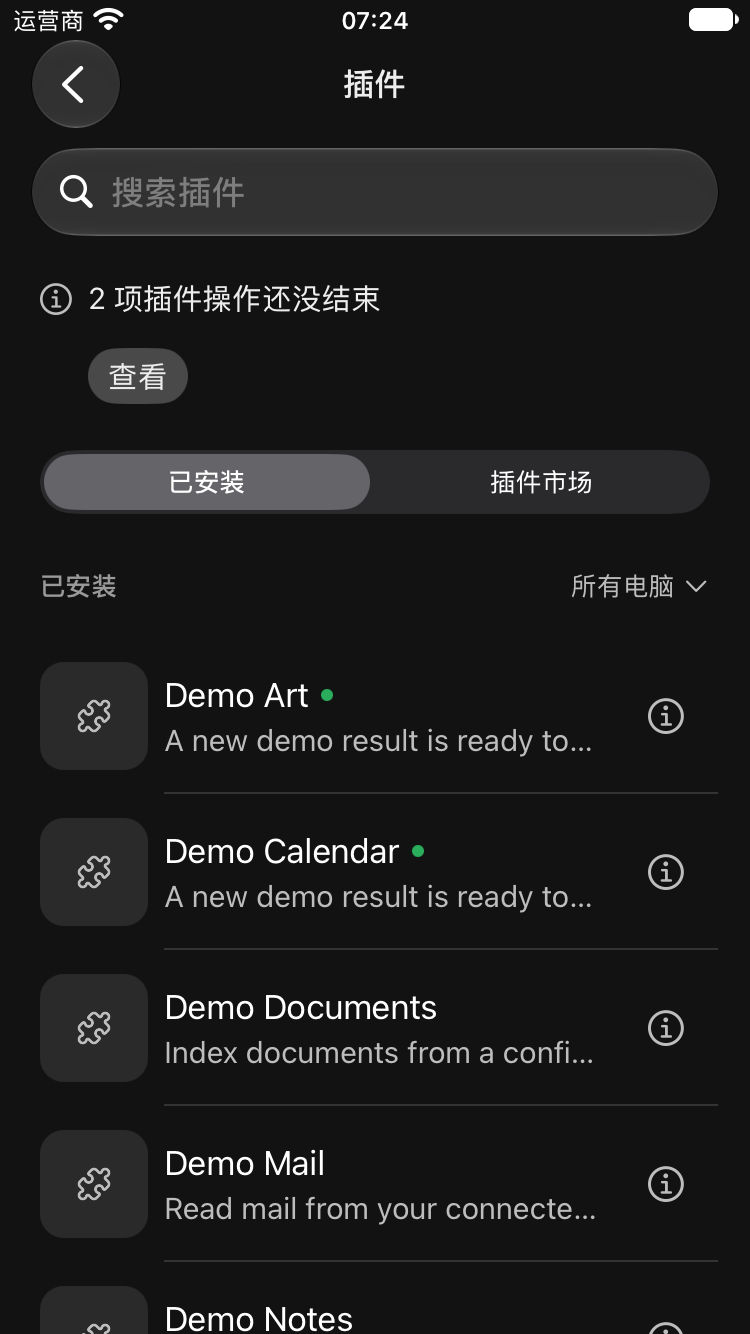 运营商
07:24
插件
搜索插件
2 项插件操作还没结束
查看
已安装
插件市场
已安装
所有电脑
Demo Art
A new demo result is ready to...
Demo Calendar
A new demo result is ready to...
Demo Documents
Index documents from a confi...
Demo Mail
Read mail from your connecte...
Demo Notes